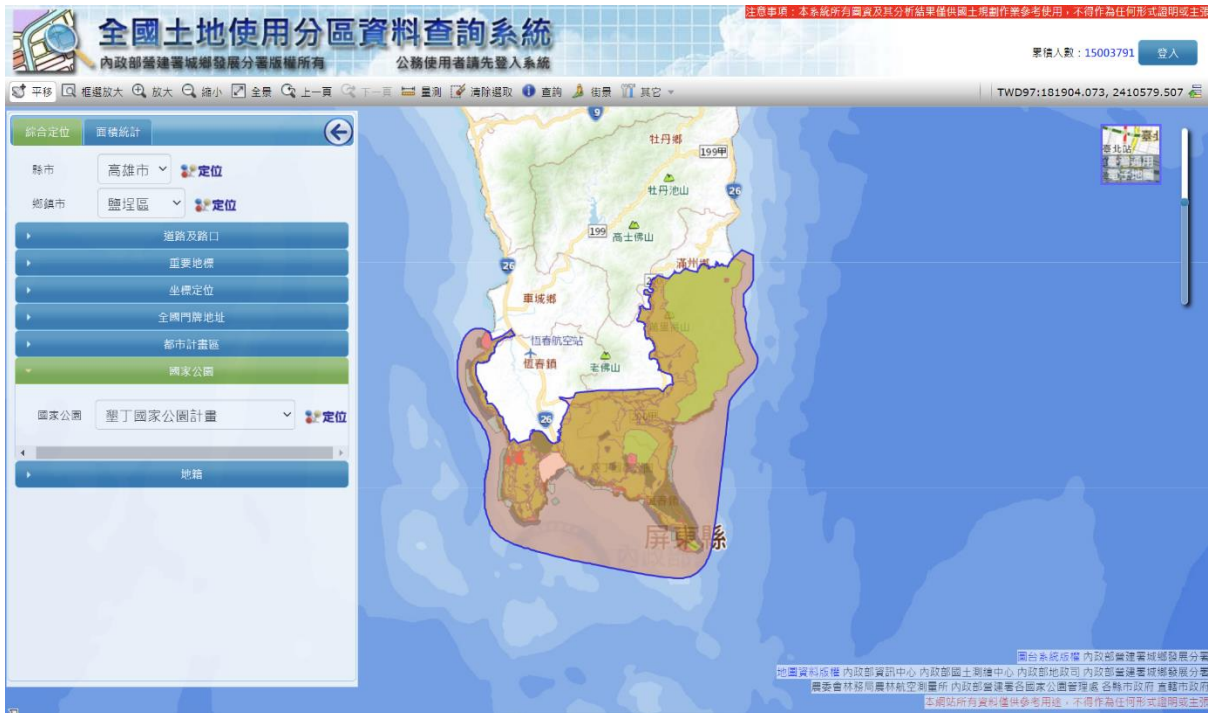 注意事項：本系統所有圖資及其分析結果僅供國土規劃作業參考使用，不得作為任何形式證明或主張
全國土地使用分區資料查詢系統
內政部營建署城鄉發展分署版權所有 公務使用者請先登入系統
累積人數：15003791 登入
平移 框選放大 放大 縮小 全景 上一頁 下一頁 量測 清除選取 查詢 街景 其它
TWD97:181904.073, 2410579.507
綜合定位 面積統計
縣市 高雄市 定位
鄉鎮市 鹽埕區 定位
道路及路口
重要地標
坐標定位
全國門牌地址
都市計畫區
國家公園
國家公園 墾丁國家公園計畫 定位
地籍
9
牡丹鄉
199甲
牡丹池山
26
199
高士佛山
滿州鄉
26
車城鄉
恆春航空站
恆春鎮
老佛山
26
屏東縣
內政部
臺北站
臺灣通用
電子地圖
圖台系統版權 內政部營建署城鄉發展分署
地圖資料版權 內政部資訊中心 內政部國土測繪中心 內政部地政司 內政部營建署城鄉發展分署
農委會林務局農林航空測量所 內政部營建署各國家公園管理處 各縣市政府 直轄市政府
本網站所有資料僅供參考用途，不得作為任何形式證明或主張